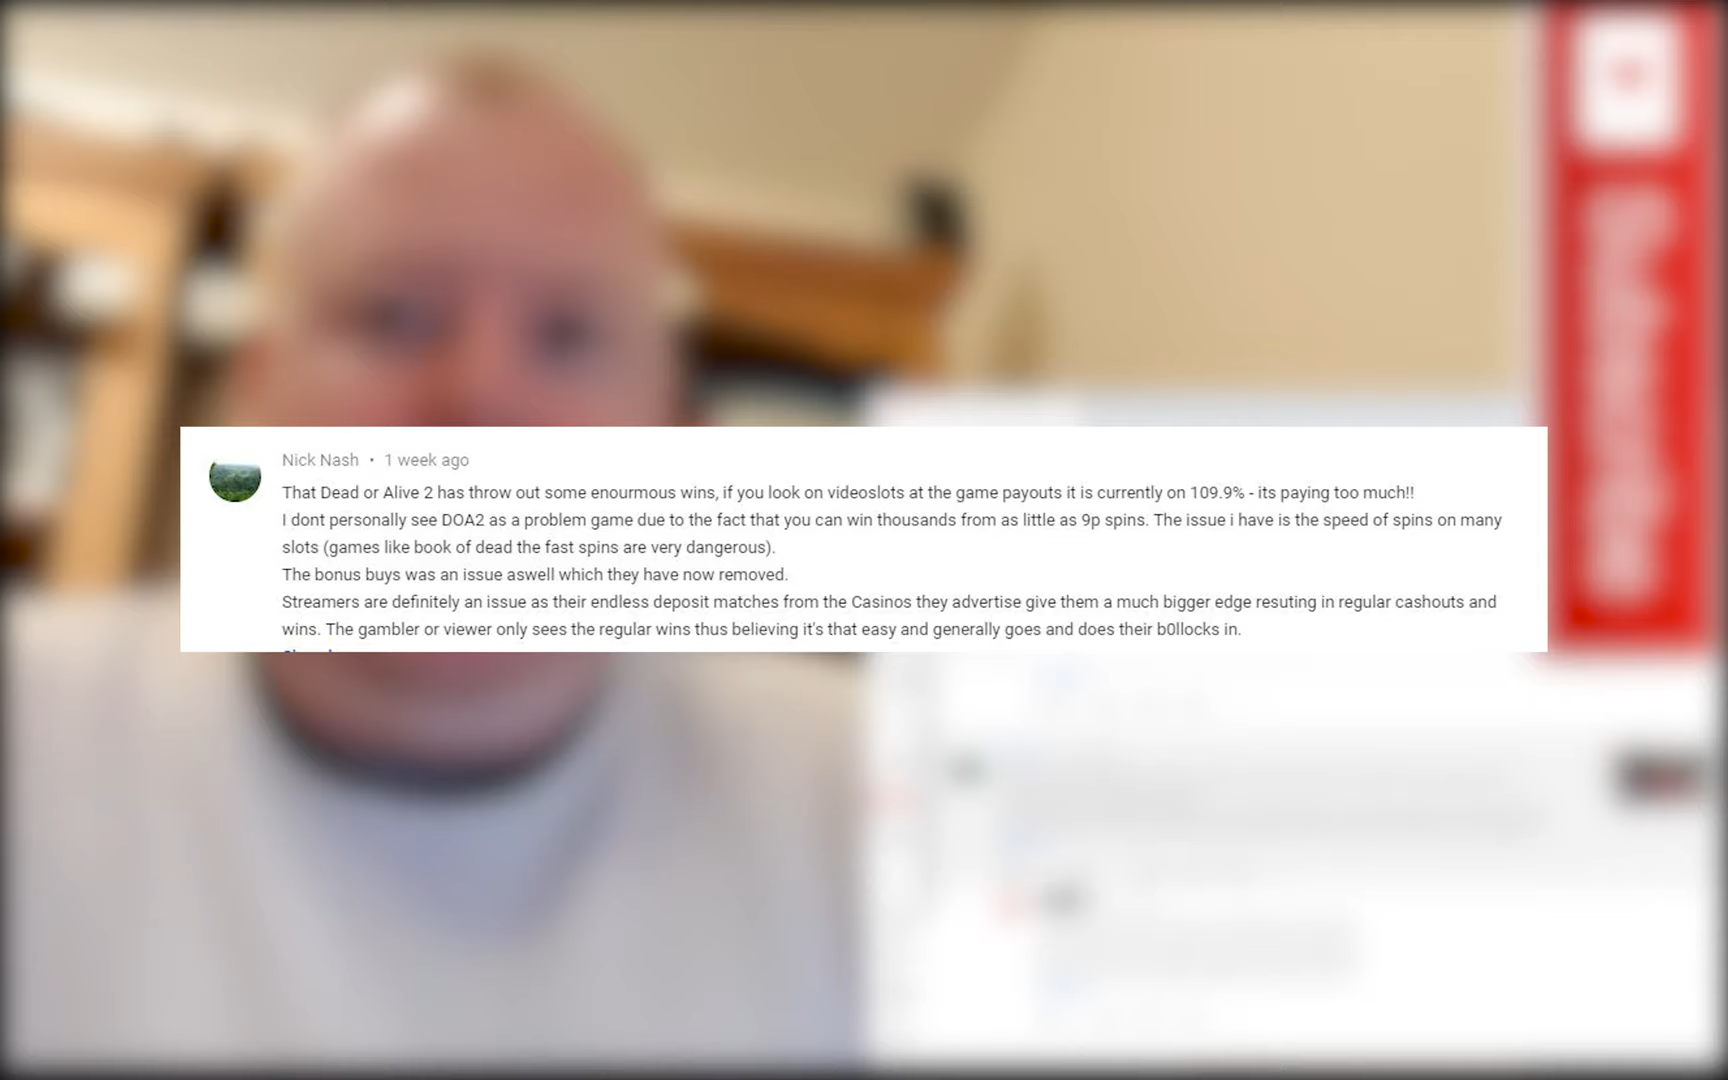 Nick Nash • 1 week ago
That Dead or Alive 2 has throw out some enourmous wins, if you look on videoslots at the game payouts it is currently on 109.9% - its paying too much!!
I dont personally see DOA2 as a problem game due to the fact that you can win thousands from as little as 9p spins. The issue i have is the speed of spins on many
slots (games like book of dead the fast spins are very dangerous).
The bonus buys was an issue aswell which they have now removed.
Streamers are definitely an issue as their endless deposit matches from the Casinos they advertise give them a much bigger edge resuting in regular cashouts and
wins. The gambler or viewer only sees the regular wins thus believing it's that easy and generally goes and does their b0llocks in.